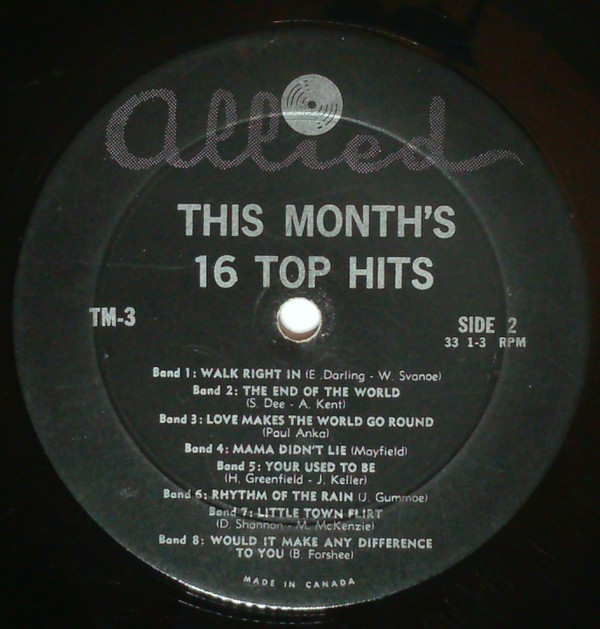 Allied
THIS MONTH'S
16 TOP HITS
TM-3
SIDE 2
33 1-3 RPM
Band 1: WALK RIGHT IN (E .Darling - W. Svanoe)
Band 2: THE END OF THE WORLD
(S. Dee - A. Kent)
Band 3: LOVE MAKES THE WORLD GO ROUND
(Paul Anka)
Band 4: MAMA DIDN'T LIE (Mayfield)
Band 5: YOUR USED TO BE
(H. Greenfield - J. Keller)
Band 6: RHYTHM OF THE RAIN (J. Gummoe)
Band 7: LITTLE TOWN FLIRT
(D. Shannon - M. McKenzie)
Band 8: WOULD IT MAKE ANY DIFFERENCE
TO YOU (B. Forshee)
MADE IN CANADA